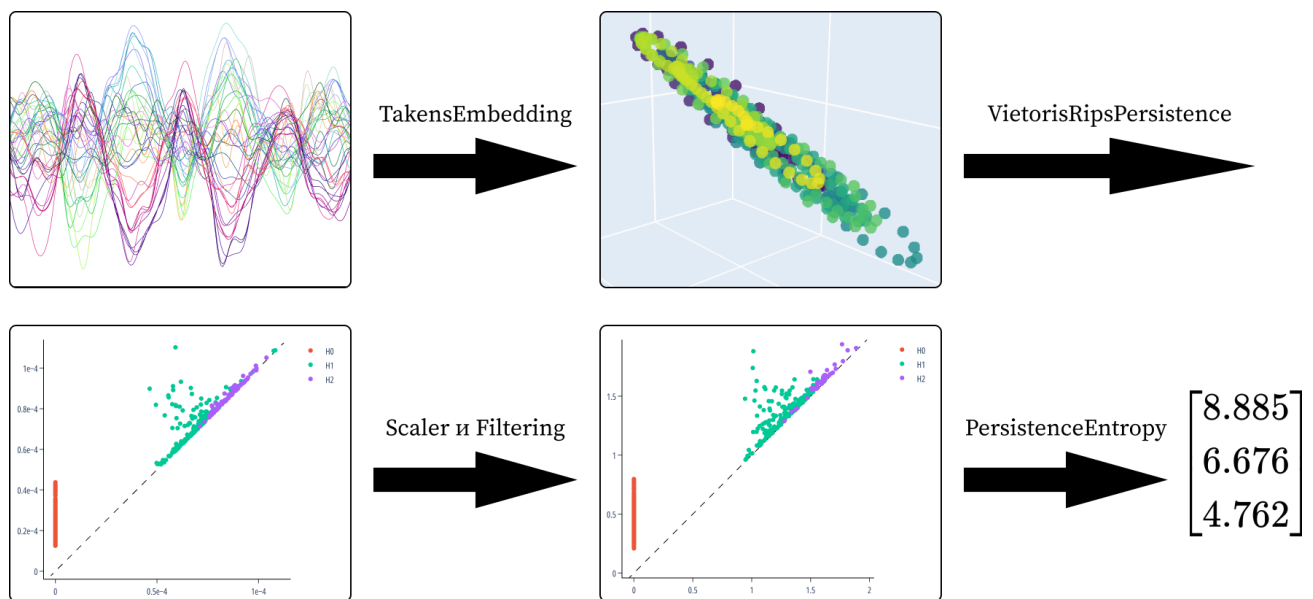 TakensEmbedding
VietorisRipsPersistence
H0
H1
H2
1e-4
0.8e-4
0.6e-4
0.4e-4
0.2e-4
0
0
0.5e-4
1e-4
Scaler и Filtering
H0
H1
H2
1.5
1
0.5
0
0
0.5
1
1.5
2
PersistenceEntropy
8.885
6.676
4.762